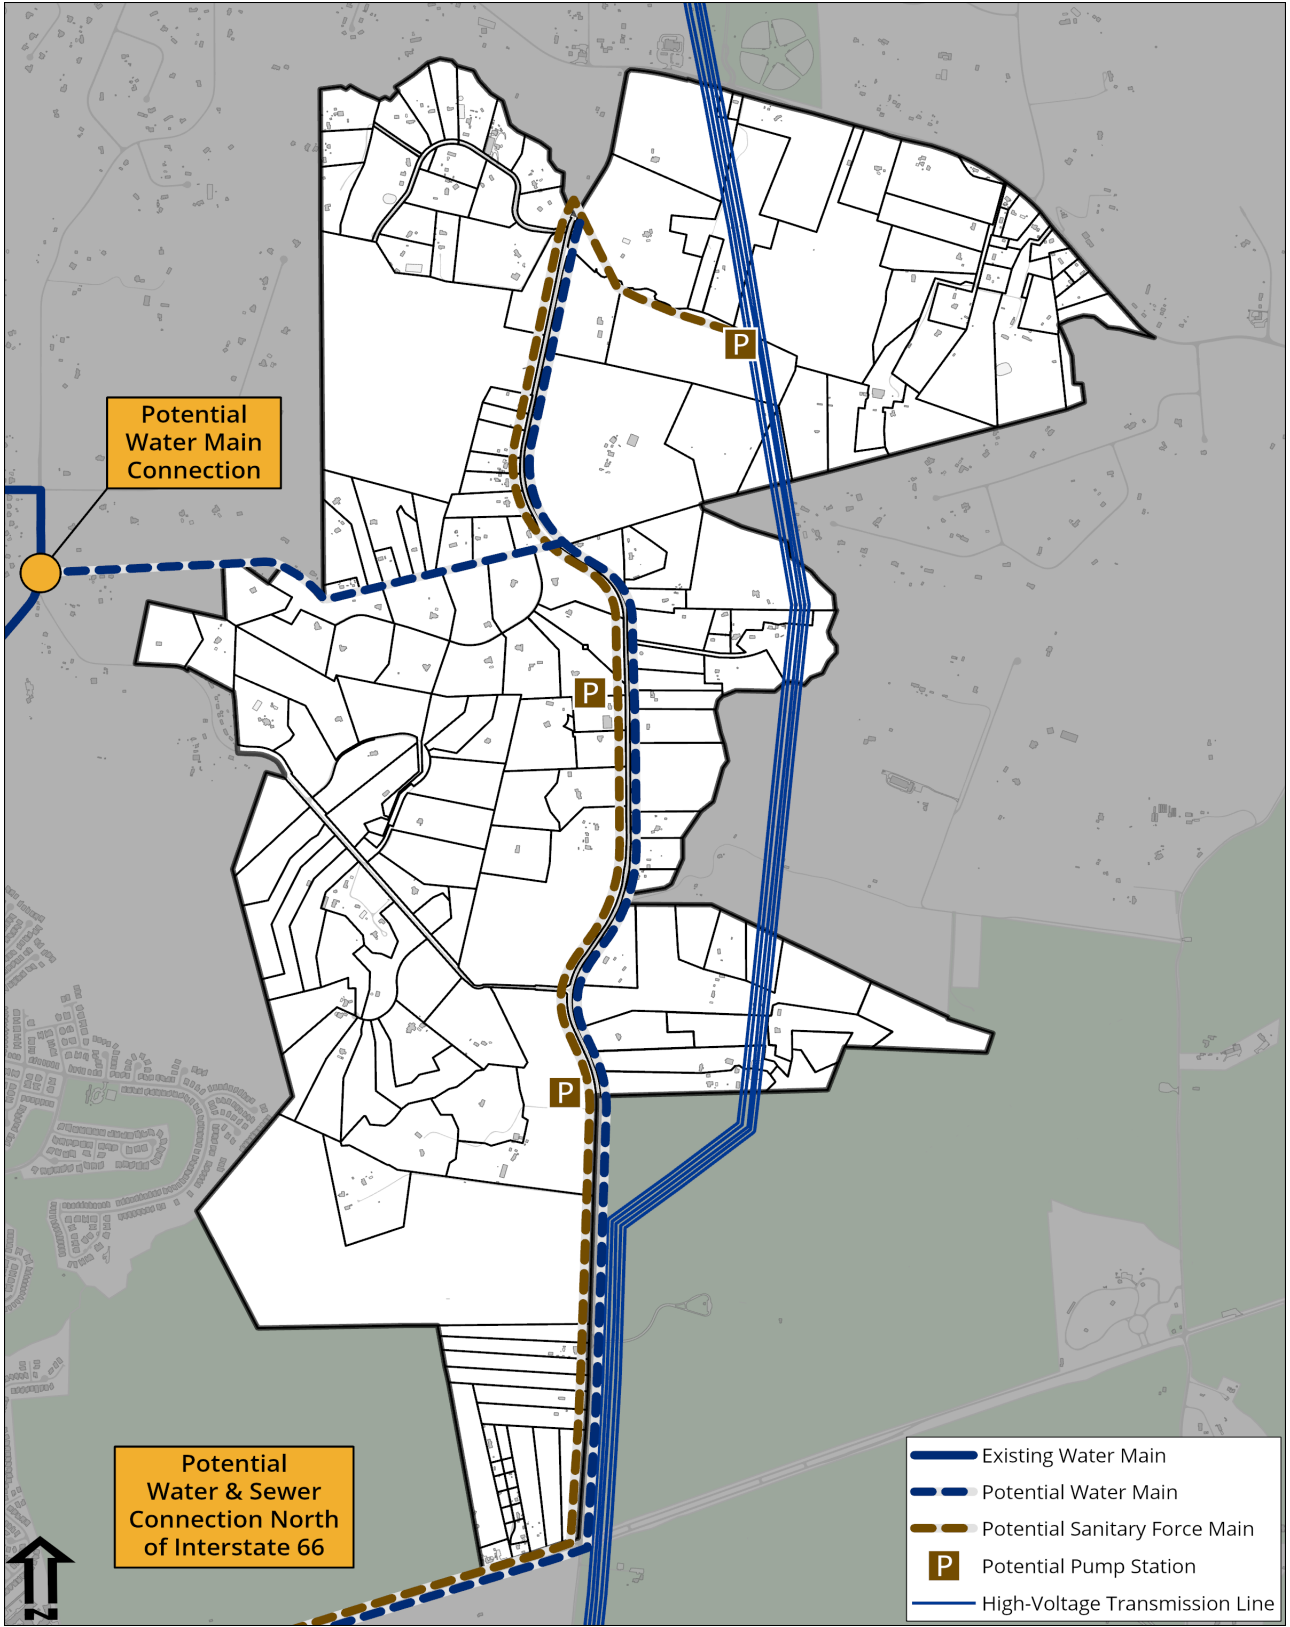 Potential
Water Main
Connection
P
P
P
Potential
Water & Sewer
Connection North
of Interstate 66
N
Existing Water Main
Potential Water Main
Potential Sanitary Force Main
P Potential Pump Station
High-Voltage Transmission Line